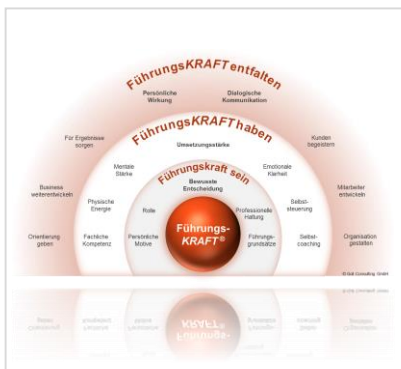 FührungsKRAFT entfalten
Persönliche
Wirkung
Dialogische
Kommunikation
FührungsKRAFT haben
Für Ergebnisse
sorgen
Umsetzungsstärke
Kunden
begeistern
Mentale
Stärke
Führungskraft sein
Emotionale
Klarheit
Bewusste
Entscheidung
Business
weiterentwickeln
Mitarbeiter
entwickeln
Physische
Energie
Selbst-
steuerung
Rolle
Professionelle
Haltung
Führungs-
KRAFT®
Orientierung
geben
Fachliche
Kompetenz
Persönliche
Motive
Führungs-
grundsätze
Selbst-
coaching
Organisation
gestalten
Consulting GmbH